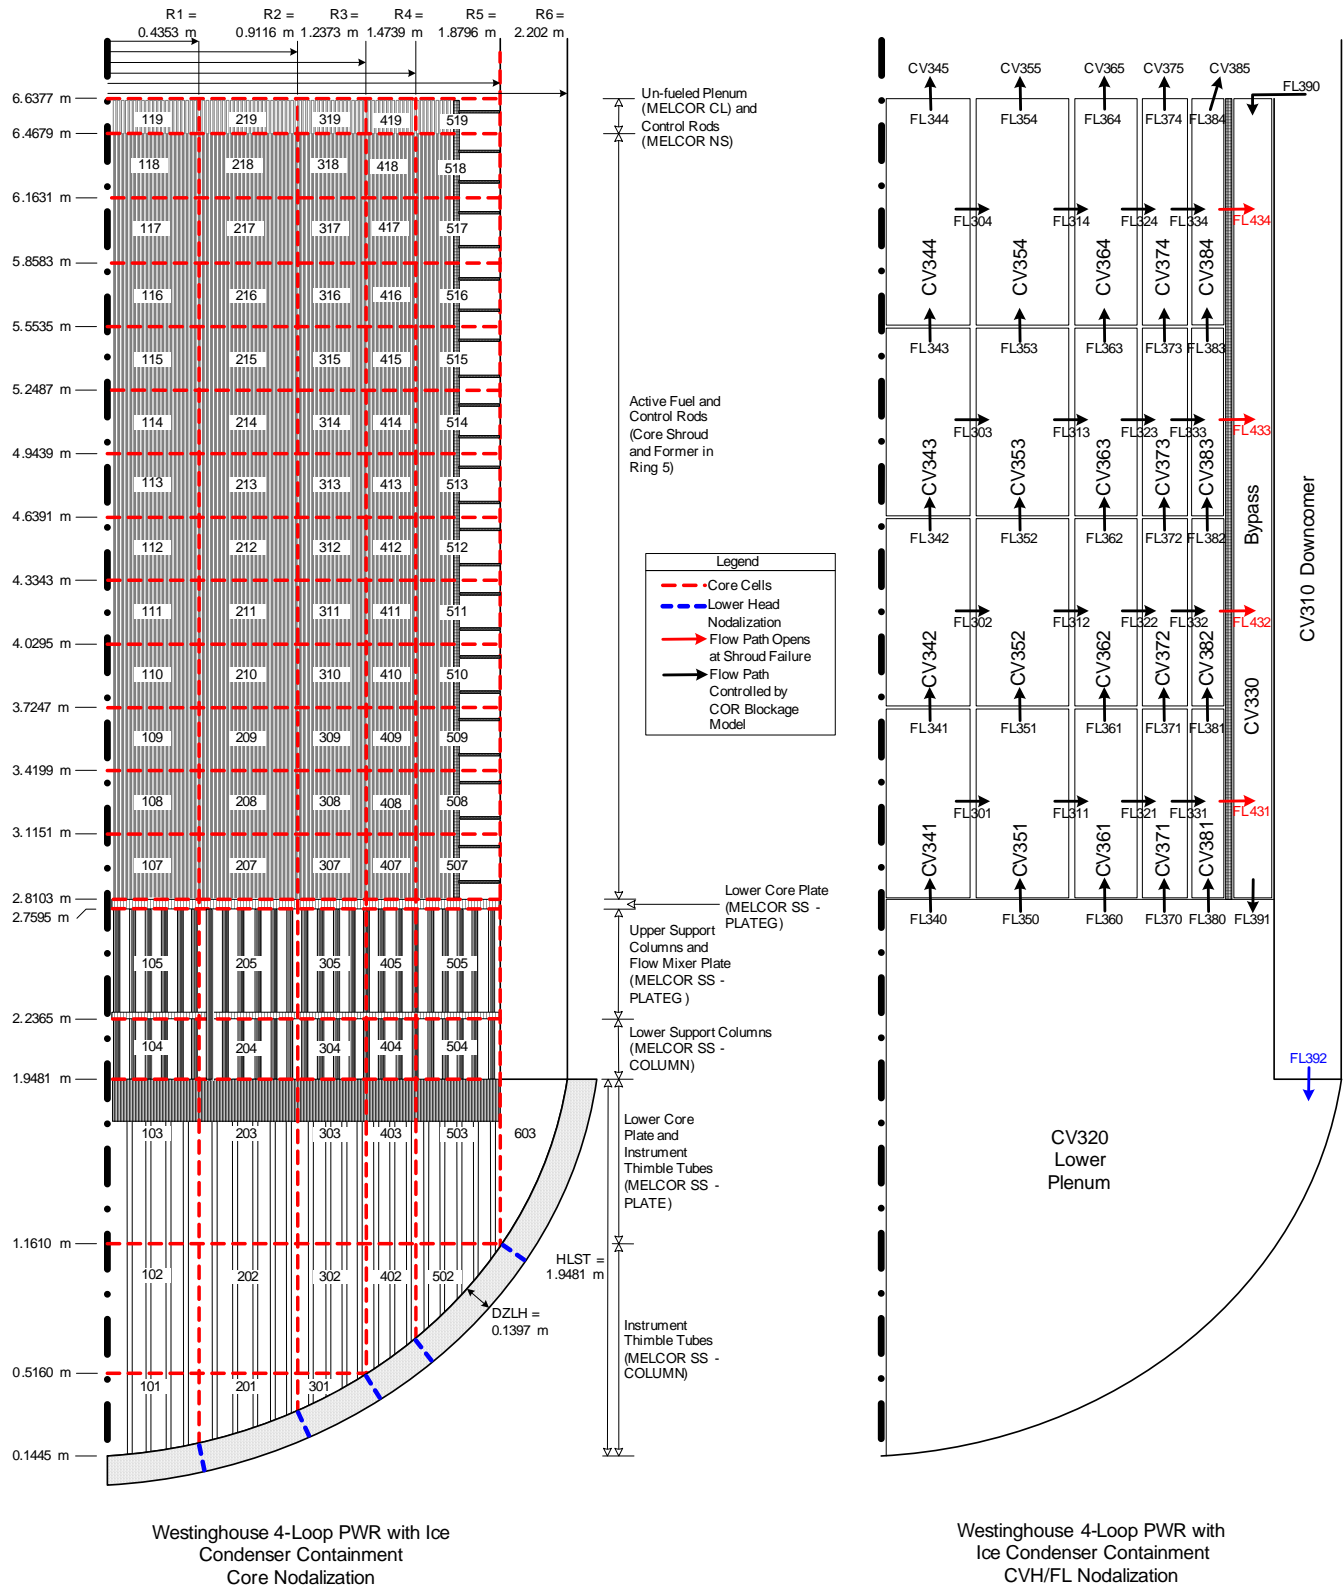 R1 = R2 = R3 = R4 = R5 = R6 =
0.4353 m 0.9116 m 1.2373 m 1.4739 m 1.8796 m 2.202 m
6.6377 m
119 219 319 419 519
6.4679 m
118 218 318 418 518
6.1631 m
117 217 317 417 517
5.8583 m
116 216 316 416 516
5.5535 m
115 215 315 415 515
5.2487 m
114 214 314 414 514
4.9439 m
113 213 313 413 513
4.6391 m
112 212 312 412 512
4.3343 m
111 211 311 411 511
4.0295 m
110 210 310 410 510
3.7247 m
109 209 309 409 509
3.4199 m
108 208 308 408 508
3.1151 m
107 207 307 407 507
2.8103 m
2.7595 m
105 205 305 405 505
2.2365 m
104 204 304 404 504
1.9481 m
103 203 303 403 503 603
1.1610 m
102 202 302 402 502
0.5160 m
101 201 301
0.1445 m
HLST =
1.9481 m
DZLH =
0.1397 m
Un-fueled Plenum
(MELCOR CL) and
Control Rods
(MELCOR NS)
Active Fuel and
Control Rods
(Core Shroud
and Former in
Ring 5)
Legend
Core Cells
Lower Head
Nodalization
Flow Path Opens
at Shroud Failure
Flow Path
Controlled by
COR Blockage
Model
Lower Core Plate
(MELCOR SS -
PLATEG)
Upper Support
Columns and
Flow Mixer Plate
(MELCOR SS -
PLATEG )
Lower Support Columns
(MELCOR SS -
COLUMN)
Lower Core
Plate and
Instrument
Thimble Tubes
(MELCOR SS -
PLATE)
Instrument
Thimble Tubes
(MELCOR SS -
COLUMN)
Westinghouse 4-Loop PWR with Ice
Condenser Containment
Core Nodalization
CV345 CV355 CV365 CV375 CV385
FL390
FL344 FL354 FL364 FL374 FL384
FL304 FL314 FL324 FL334 FL434
CV344 CV354 CV364 CV374 CV384
FL343 FL353 FL363 FL373 FL383
FL303 FL313 FL323 FL333 FL433
CV343 CV353 CV363 CV373 CV383
FL342 FL352 FL362 FL372 FL382
FL302 FL312 FL322 FL332 FL432
CV342 CV352 CV362 CV372 CV382
FL341 FL351 FL361 FL371 FL381
FL301 FL311 FL321 FL331 FL431
CV341 CV351 CV361 CV371 CV381
FL340 FL350 FL360 FL370 FL380 FL391
CV330 Bypass
CV310 Downcomer
FL392
CV320
Lower
Plenum
Westinghouse 4-Loop PWR with
Ice Condenser Containment
CVH/FL Nodalization